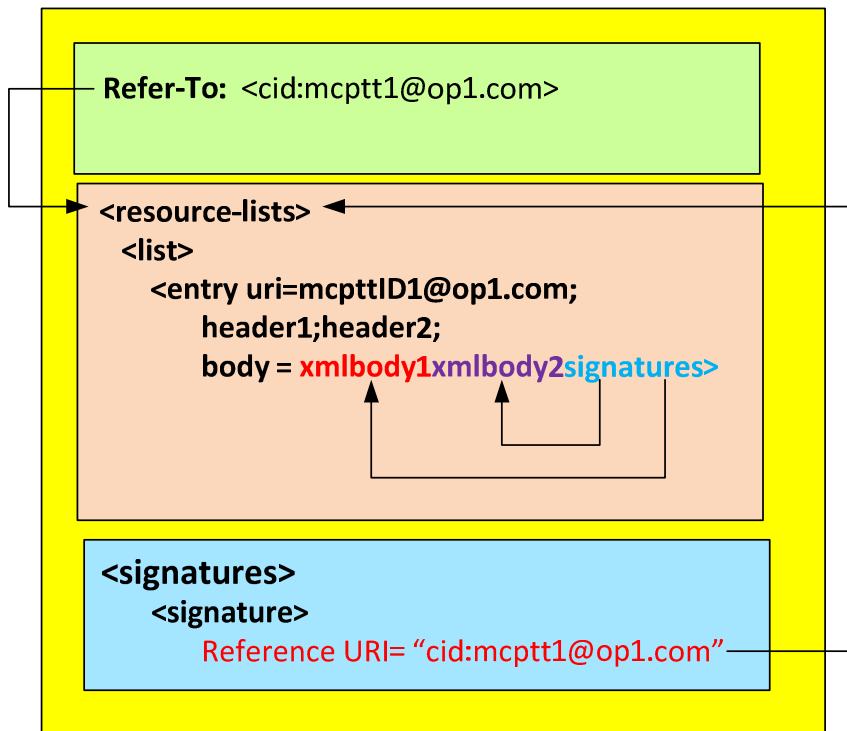 Refer-To: <cid:mcptt1@op1.com>
<resource-lists>
<list>
<entry uri=mcpttID1@op1.com;
header1;header2;
body = xmlbody1xmlbody2signatures>
<signatures>
<signature>
Reference URI= “cid:mcptt1@op1.com”